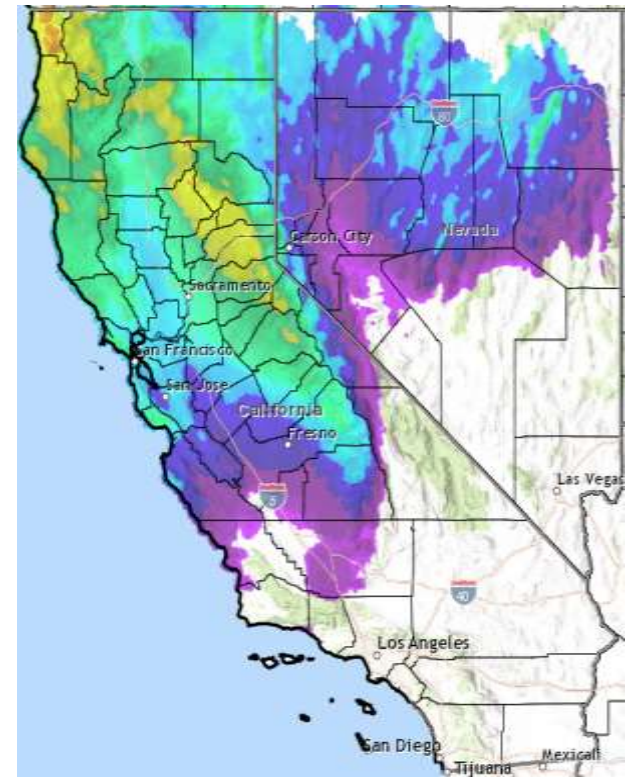 80
Carson City
Nevada
Sacramento
San Francisco
San Jose
California
Fresno
Las Vegas
5
40
Los Angeles
San Diego
Tijuana
Mexicali